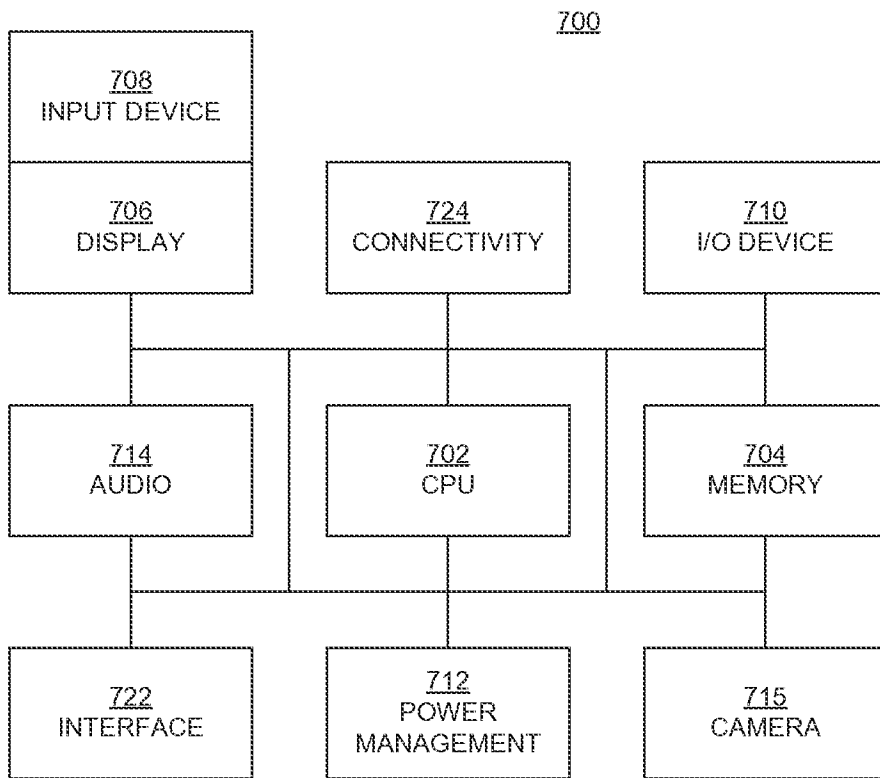 700
708
INPUT DEVICE
706
DISPLAY
724
CONNECTIVITY
710
I/O DEVICE
714
AUDIO
702
CPU
704
MEMORY
722
INTERFACE
712
POWER
MANAGEMENT
715
CAMERA